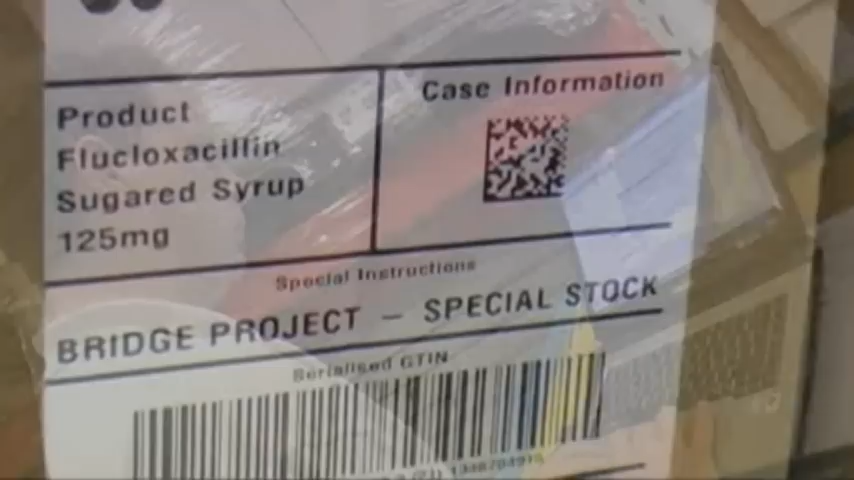 Product
Flucloxacillin
Sugared Syrup
125mg
Case Information
Special Instructions
BRIDGE PROJECT – SPECIAL STOCK
Serialised GTIN